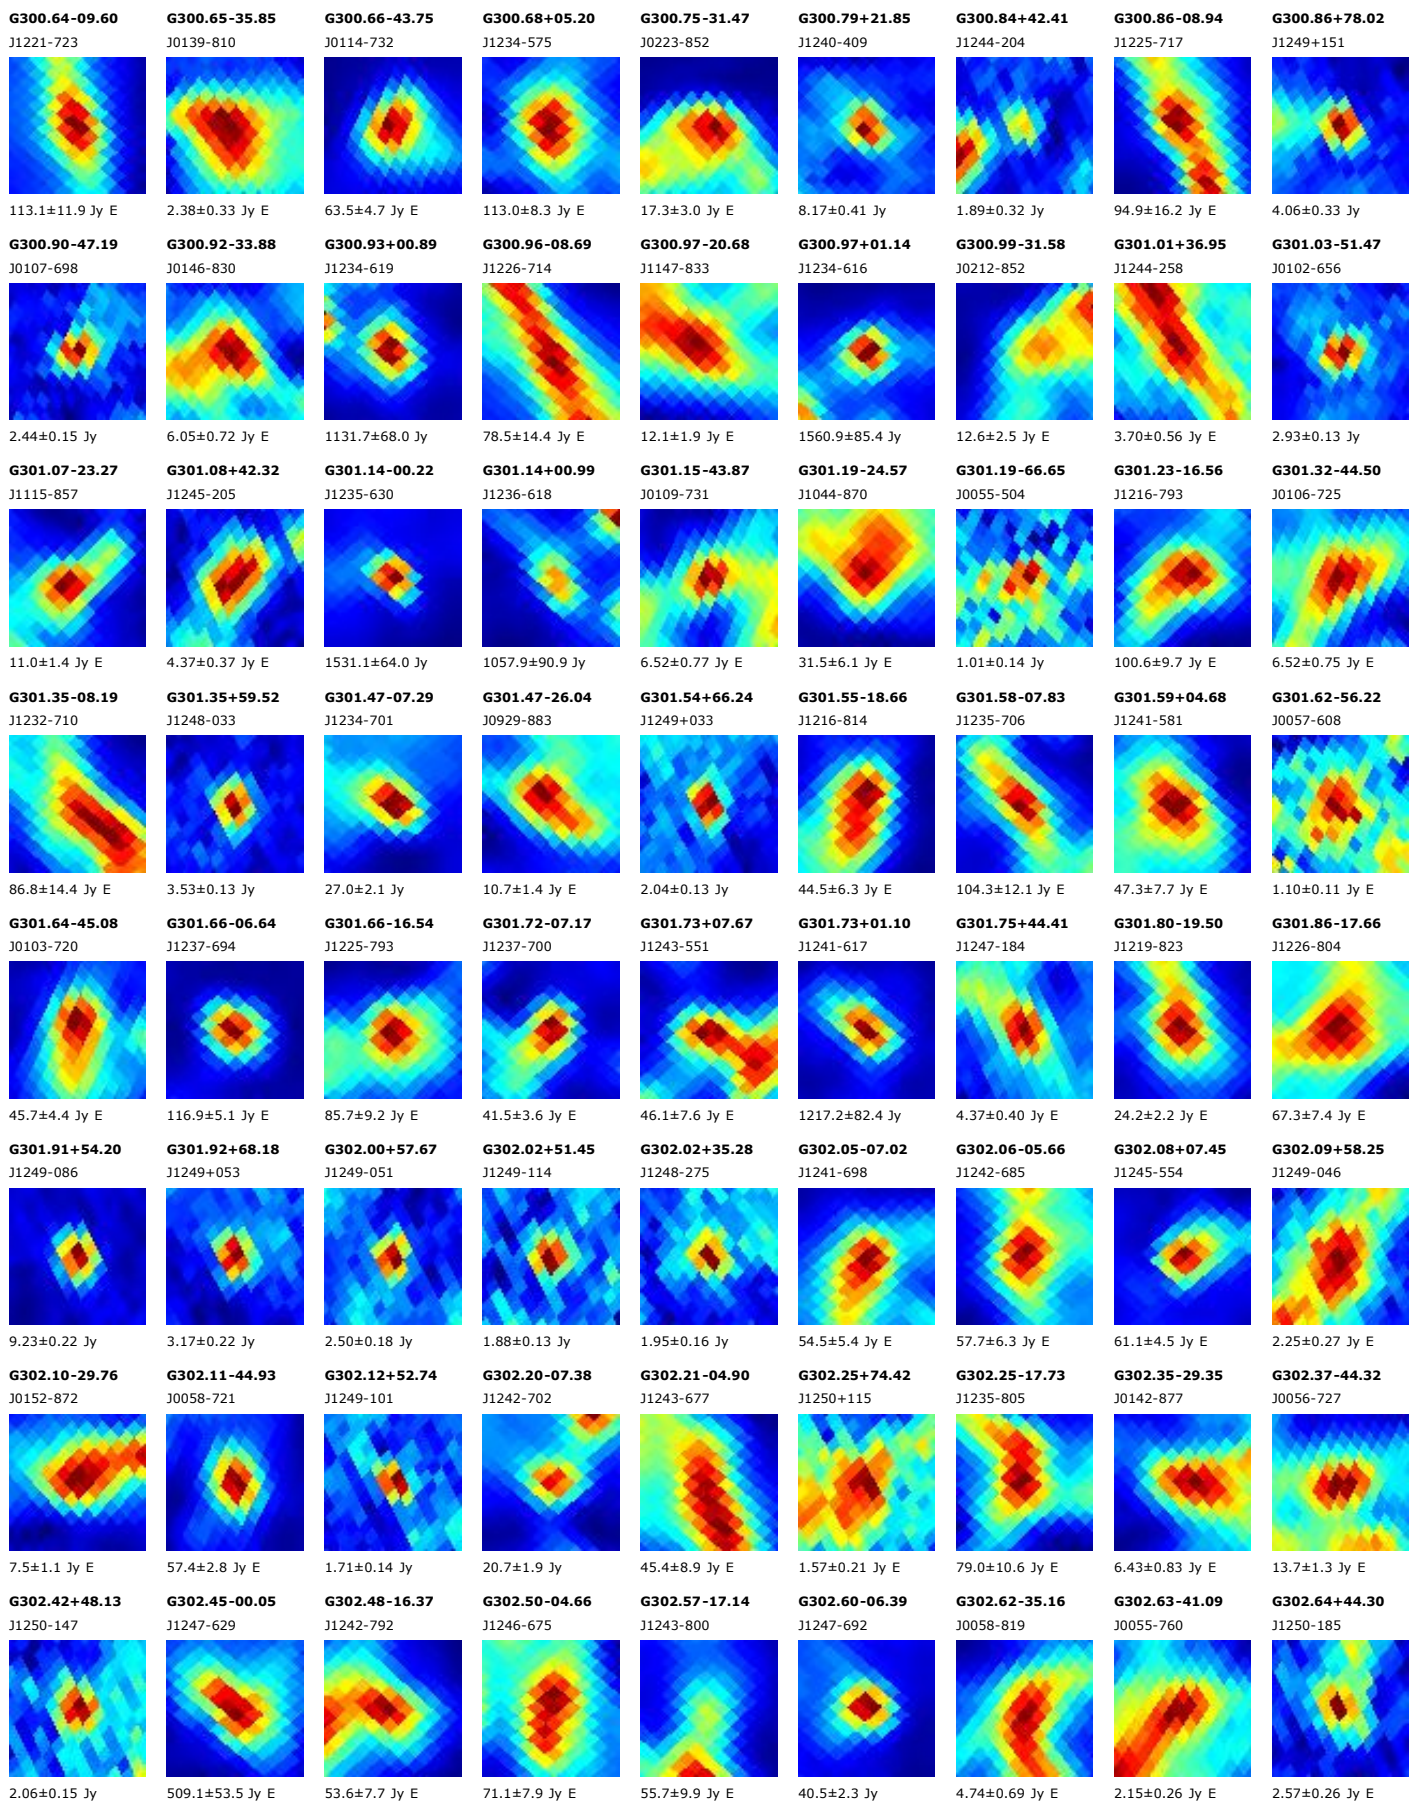 G300.64-09.60 G300.65-35.85 G300.66-43.75 G300.68+05.20 G300.75-31.47 G300.79+21.85 G300.84+42.41 G300.86-08.94 G300.86+78.02
J1221-723 J0139-810 J0114-732 J1234-575 J0223-852 J1240-409 J1244-204 J1225-717 J1249+151
113.1±11.9 Jy E 2.38±0.33 Jy E 63.5±4.7 Jy E 113.0±8.3 Jy E 17.3±3.0 Jy E 8.17±0.41 Jy 1.89±0.32 Jy 94.9±16.2 Jy E 4.06±0.33 Jy
G300.90-47.19 G300.92-33.88 G300.93+00.89 G300.96-08.69 G300.97-20.68 G300.97+01.14 G300.99-31.58 G301.01+36.95 G301.03-51.47
J0107-698 J0146-830 J1234-619 J1226-714 J1147-833 J1234-616 J0212-852 J1244-258 J0102-656
2.44±0.15 Jy 6.05±0.72 Jy E 1131.7±68.0 Jy 78.5±14.4 Jy E 12.1±1.9 Jy E 1560.9±85.4 Jy 12.6±2.5 Jy E 3.70±0.56 Jy E 2.93±0.13 Jy
G301.07-23.27 G301.08+42.32 G301.14-00.22 G301.14+00.99 G301.15-43.87 G301.19-24.57 G301.19-66.65 G301.23-16.56 G301.32-44.50
J1115-857 J1245-205 J1235-630 J1236-618 J0109-731 J1044-870 J0055-504 J1216-793 J0106-725
11.0±1.4 Jy E 4.37±0.37 Jy E 1531.1±64.0 Jy 1057.9±90.9 Jy 6.52±0.77 Jy E 31.5±6.1 Jy E 1.01±0.14 Jy 100.6±9.7 Jy E 6.52±0.75 Jy E
G301.35-08.19 G301.35+59.52 G301.47-07.29 G301.47-26.04 G301.54+66.24 G301.55-18.66 G301.58-07.83 G301.59+04.68 G301.62-56.22
J1232-710 J1248-033 J1234-701 J0929-883 J1249+033 J1216-814 J1235-706 J1241-581 J0057-608
86.8±14.4 Jy E 3.53±0.13 Jy 27.0±2.1 Jy 10.7±1.4 Jy E 2.04±0.13 Jy 44.5±6.3 Jy E 104.3±12.1 Jy E 47.3±7.7 Jy E 1.10±0.11 Jy E
G301.64-45.08 G301.66-06.64 G301.66-16.54 G301.72-07.17 G301.73+07.67 G301.73+01.10 G301.75+44.41 G301.80-19.50 G301.86-17.66
J0103-720 J1237-694 J1225-793 J1237-700 J1243-551 J1241-617 J1247-184 J1219-823 J1226-804
45.7±4.4 Jy E 116.9±5.1 Jy E 85.7±9.2 Jy E 41.5±3.6 Jy E 46.1±7.6 Jy E 1217.2±82.4 Jy 4.37±0.40 Jy E 24.2±2.2 Jy E 67.3±7.4 Jy E
G301.91+54.20 G301.92+68.18 G302.00+57.67 G302.02+51.45 G302.02+35.28 G302.05-07.02 G302.06-05.66 G302.08+07.45 G302.09+58.25
J1249-086 J1249+053 J1249-051 J1249-114 J1248-275 J1241-698 J1242-685 J1245-554 J1249-046
9.23±0.22 Jy 3.17±0.22 Jy 2.50±0.18 Jy 1.88±0.13 Jy 1.95±0.16 Jy 54.5±5.4 Jy E 57.7±6.3 Jy E 61.1±4.5 Jy E 2.25±0.27 Jy E
G302.10-29.76 G302.11-44.93 G302.12+52.74 G302.20-07.38 G302.21-04.90 G302.25+74.42 G302.25-17.73 G302.35-29.35 G302.37-44.32
J0152-872 J0058-721 J1249-101 J1242-702 J1243-677 J1250+115 J1235-805 J0142-877 J0056-727
7.5±1.1 Jy E 57.4±2.8 Jy E 1.71±0.14 Jy 20.7±1.9 Jy 45.4±8.9 Jy E 1.57±0.21 Jy E 79.0±10.6 Jy E 6.43±0.83 Jy E 13.7±1.3 Jy E
G302.42+48.13 G302.45-00.05 G302.48-16.37 G302.50-04.66 G302.57-17.14 G302.60-06.39 G302.62-35.16 G302.63-41.09 G302.64+44.30
J1250-147 J1247-629 J1242-792 J1246-675 J1243-800 J1247-692 J0058-819 J0055-760 J1250-185
2.06±0.15 Jy 509.1±53.5 Jy E 53.6±7.7 Jy E 71.1±7.9 Jy E 55.7±9.9 Jy E 40.5±2.3 Jy 4.74±0.69 Jy E 2.15±0.26 Jy E 2.57±0.26 Jy E